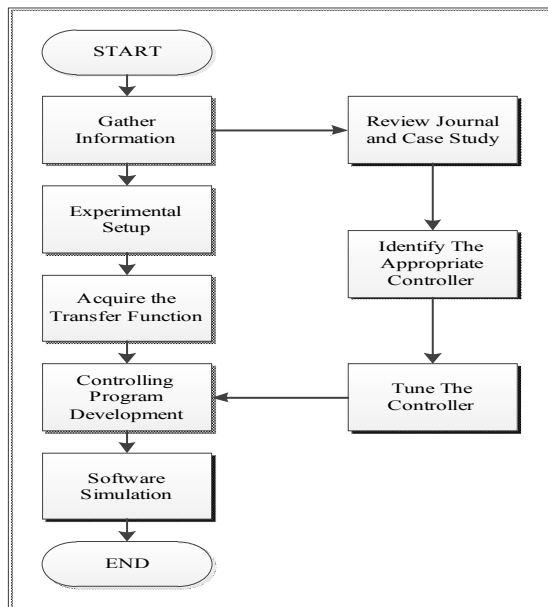 START
Gather
Information
Review Journal
and Case Study
Experimental
Setup
Identify The
Appropriate
Controller
Acquire the
Transfer Function
Controlling
Program
Development
Tune The
Controller
Software
Simulation
END